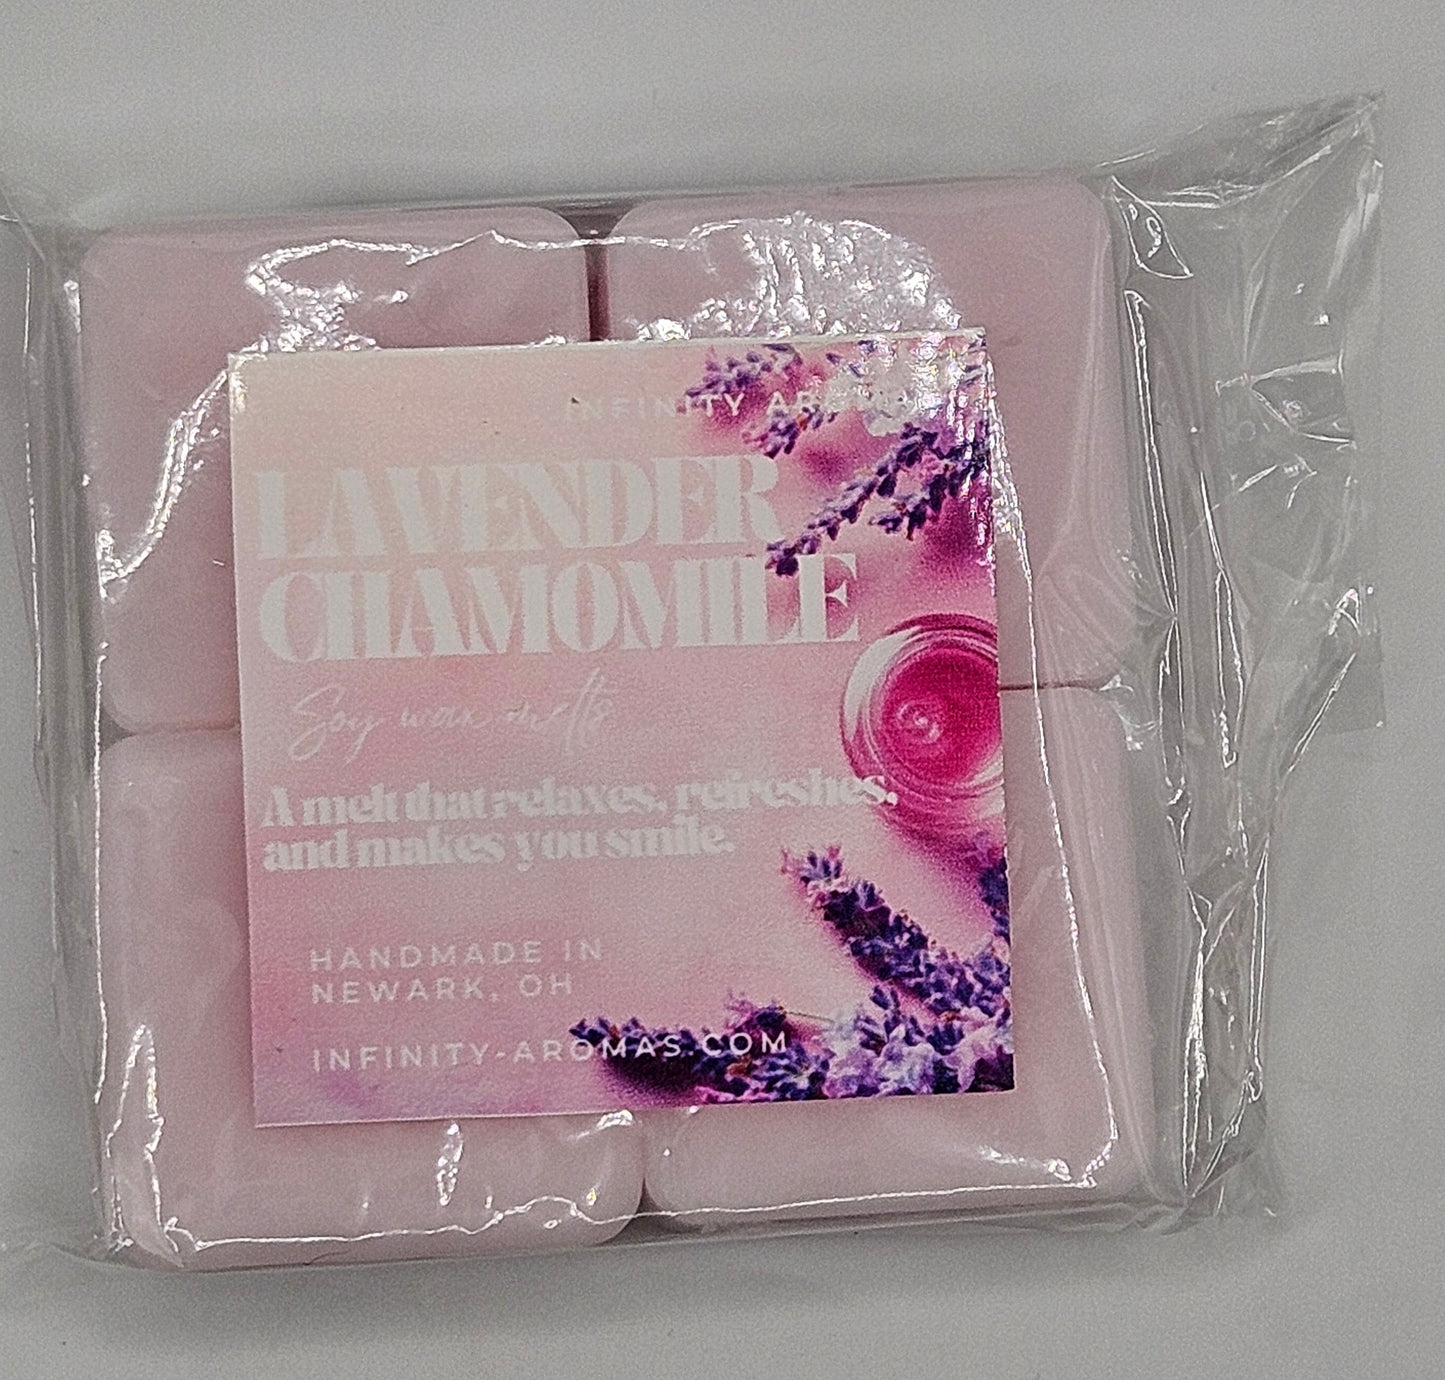 INFINITY AROMAS
LAVENDER
CHAMOMILE
Soy wax melts
A melt that relaxes, refreshes,
and makes you smile.
HANDMADE IN
NEWARK, OH
INFINITY-AROMAS.COM